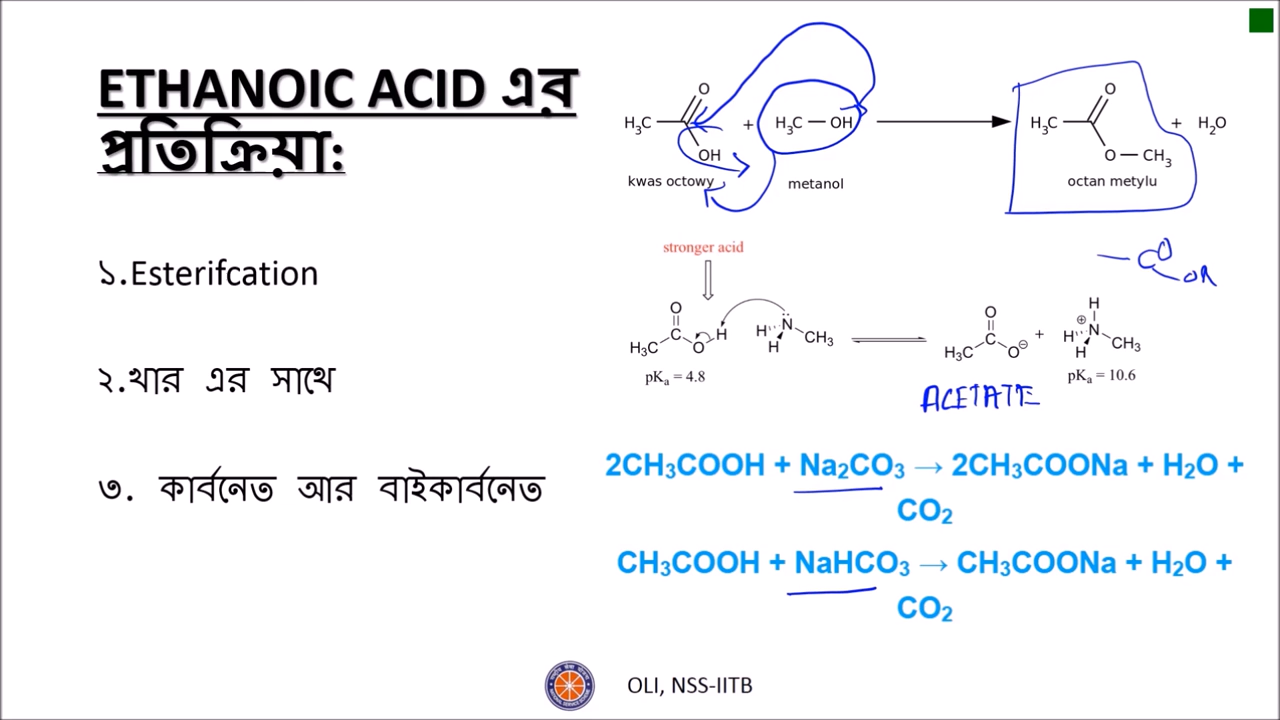 ETHANOIC ACID এর
প্রতিক্রিয়া:
১.Esterifcation
২.খার এর সাথে
৩. কার্বনেত আর বাইকার্বনেত
H₃C O OH + H₃C — OH → H₃C O O — CH₃ + H₂O
kwas octowy metanol octan metylu
— C O OR
stronger acid
H₃C C O O H H N̈ H CH₃ ⇌ H₃C C O O⊖ + H H N⊕ H CH₃
pKₐ = 4.8 pKₐ = 10.6
ACETATE
2CH₃COOH + Na₂CO₃ → 2CH₃COONa + H₂O +
CO₂
CH₃COOH + NaHCO₃ → CH₃COONa + H₂O +
CO₂
OLI, NSS-IITB